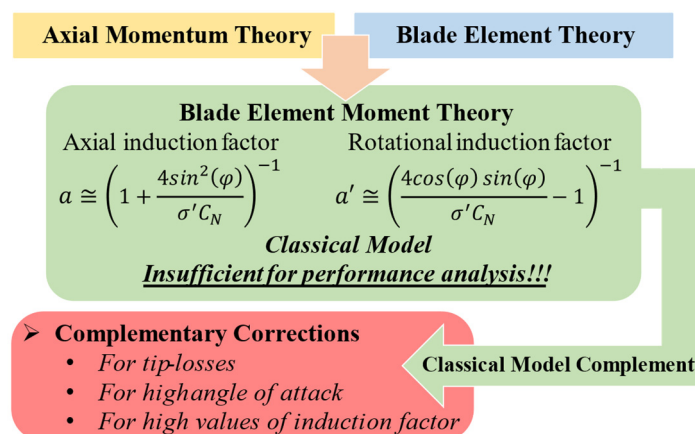 Axial Momentum Theory Blade Element Theory
Blade Element Moment Theory
Axial induction factor Rotational induction factor
𝑎 ≅ (1 + 4𝑠𝑖𝑛²(𝜑)/ 𝜎′𝐶_𝑁)⁻¹ 𝑎′ ≅ (4𝑐𝑜𝑠(𝜑) 𝑠𝑖𝑛(𝜑) / 𝜎′𝐶_𝑁 − 1)⁻¹
Classical Model
Insufficient for performance analysis!!!
➢ Complementary Corrections
• For tip-losses
• For highangle of attack
• For high values of induction factor
Classical Model Complement